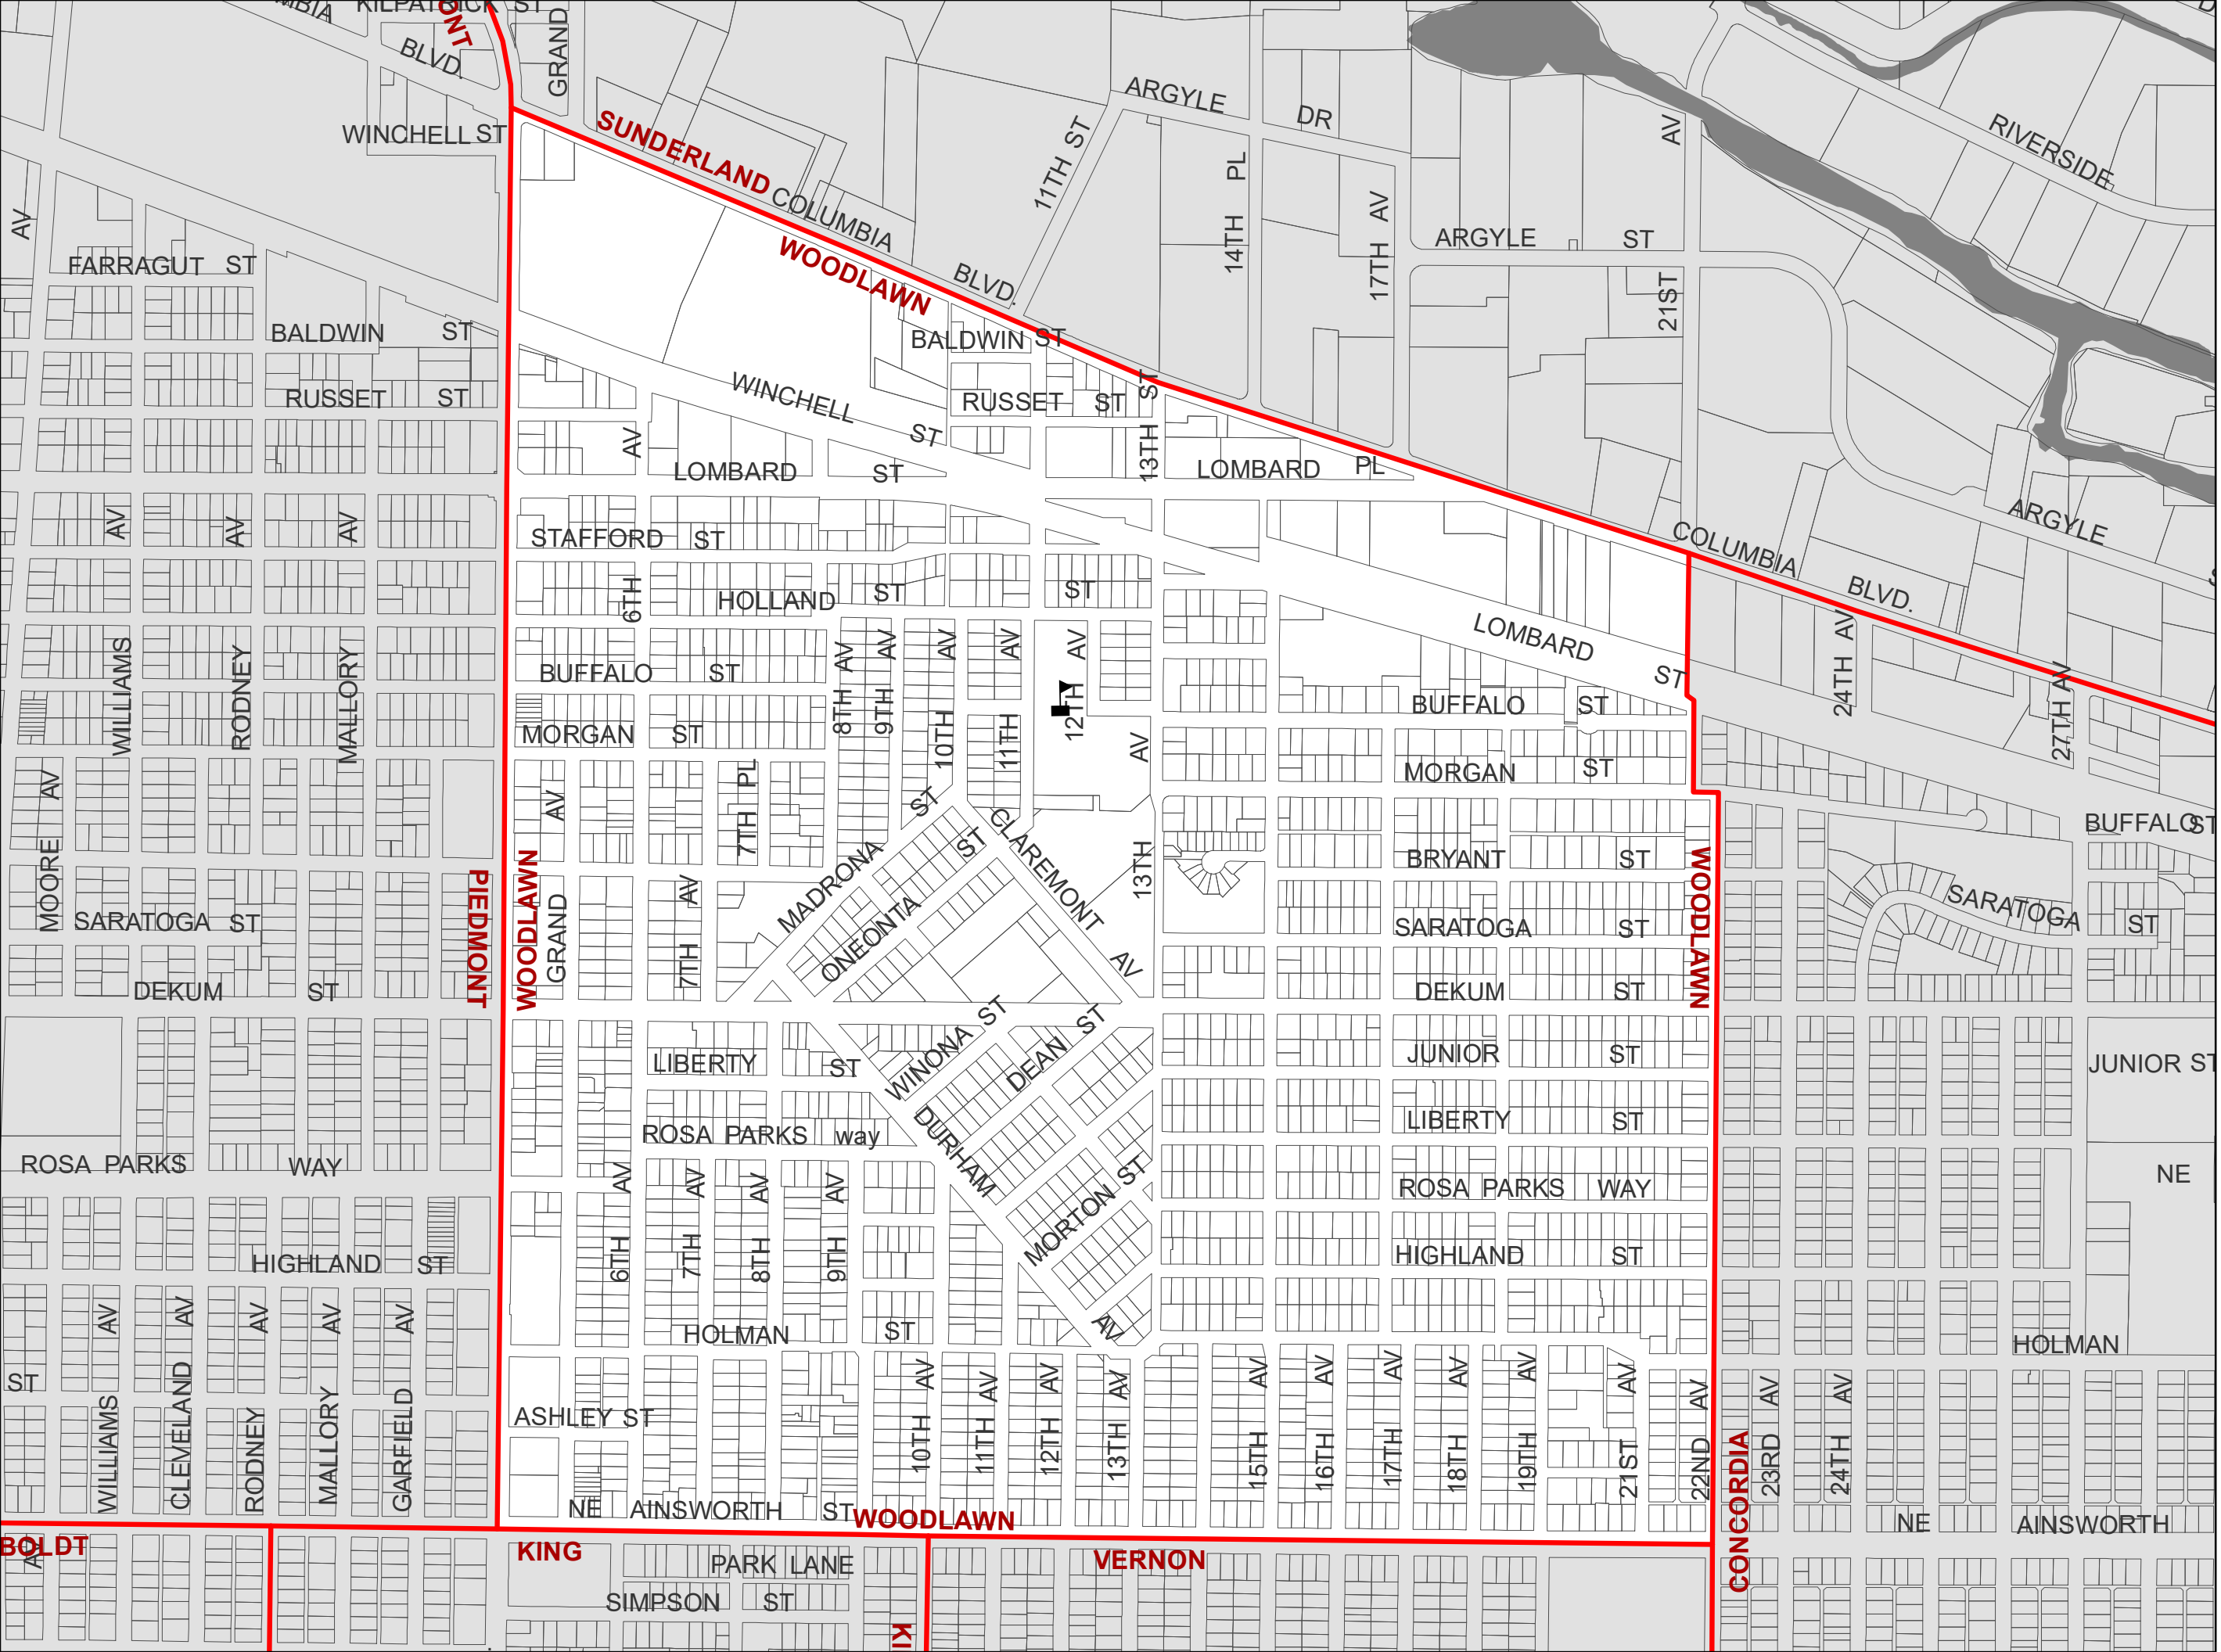 KILPATRICK ST
BLVD.
GRAND
WINCHELL ST
SUNDERLAND
COLUMBIA
BLVD.
WOODLAWN
ARGYLE
DR
11TH ST
14TH PL
17TH AV
21ST
AV
ARGYLE ST
RIVERSIDE
ARGYLE
AV
FARRAGUT ST
BALDWIN ST
RUSSET ST
BALDWIN ST
RUSSET ST
WINCHELL
ST
AV
LOMBARD ST
13TH ST
LOMBARD PL
COLUMBIA
BLVD.
AV
AV
AV
STAFFORD ST
6TH
HOLLAND ST
ST
LOMBARD
ST
24TH AV
27TH AV
WILLIAMS
RODNEY
MALLORY
BUFFALO ST
8TH AV
9TH AV
10TH AV
11TH AV
12TH AV
BUFFALO ST
MORGAN ST
AV
13TH
MORGAN ST
MOORE AV
GRAND AV
7TH PL
7TH AV
MADRONA ST
ONEONTA ST
CLAREMONT
AV
BUFFALO ST
BRYANT ST
PIEDMONT
WOODLAWN
WOODLAWN
SARATOGA ST
SARATOGA ST
SARATOGA
ST
DEKUM ST
DEKUM ST
WINONA ST
DEAN ST
LIBERTY ST
JUNIOR ST
JUNIOR ST
LIBERTY ST
ROSA PARKS way
DURHAM
AV
MORTON ST
ROSA PARKS WAY
ROSA PARKS WAY
NE
6TH AV
7TH AV
8TH AV
9TH AV
HIGHLAND ST
HIGHLAND ST
HOLMAN ST
HOLMAN
ST
WILLIAMS AV
CLEVELAND AV
RODNEY AV
MALLORY AV
GARFIELD AV
ASHLEY ST
10TH AV
11TH AV
12TH AV
13TH AV
15TH AV
16TH AV
17TH AV
18TH AV
19TH AV
21ST AV
22ND AV
23RD AV
24TH AV
NE AINSWORTH ST
WOODLAWN
NE AINSWORTH
CONCORDIA
BOLDT
AV
KING
VERNON
PARK LANE
SIMPSON ST
KI